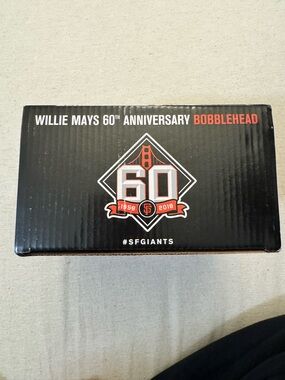 WILLIE MAYS 60TH ANNIVERSARY BOBBLEHEAD
60
1958 SF 2018
#SFGIANTS